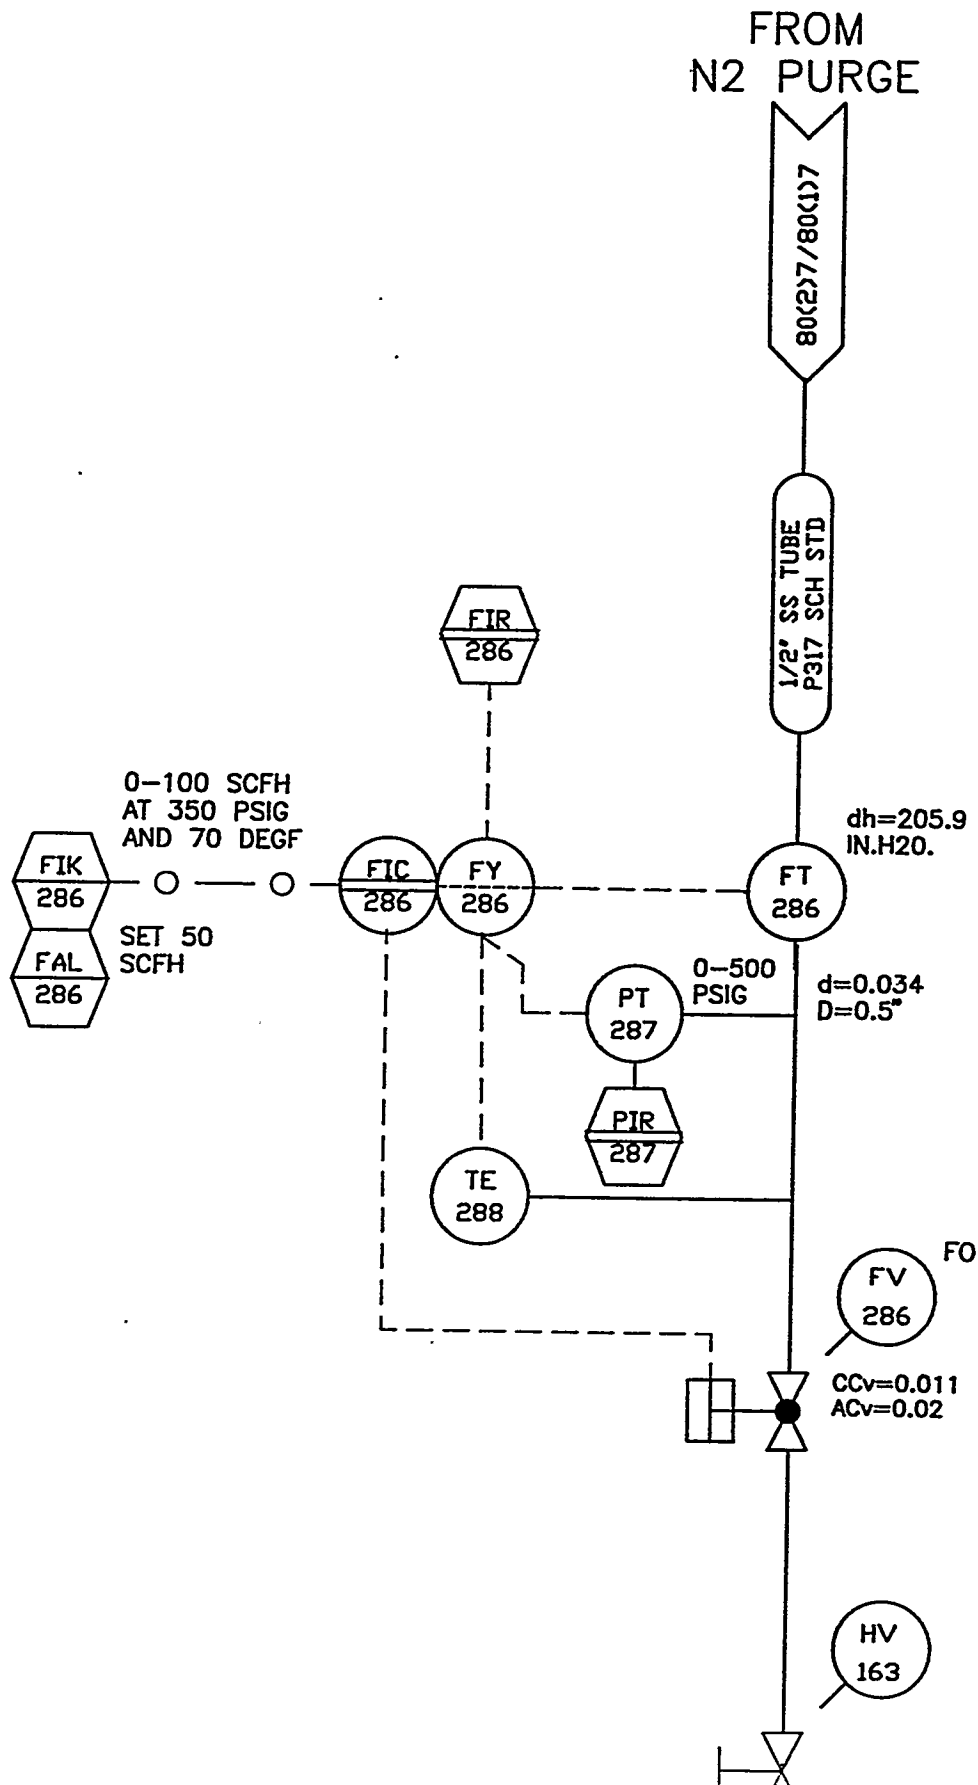 FROM
N2 PURGE
80(2)7/80(1)7
1/2" SS TUBE
P317 SCH STD
FIR
286
0-100 SCFH
AT 350 PSIG
AND 70 DEGF
dh=205.9
IN.H20.
FIK
286
FIC
286
FY
286
FT
286
SET 50
SCFH
FAL
286
0-500
PSIG
PT
287
d=0.034
D=0.5"
PIR
287
TE
288
FO
FV
286
CCv=0.011
ACv=0.02
HV
163